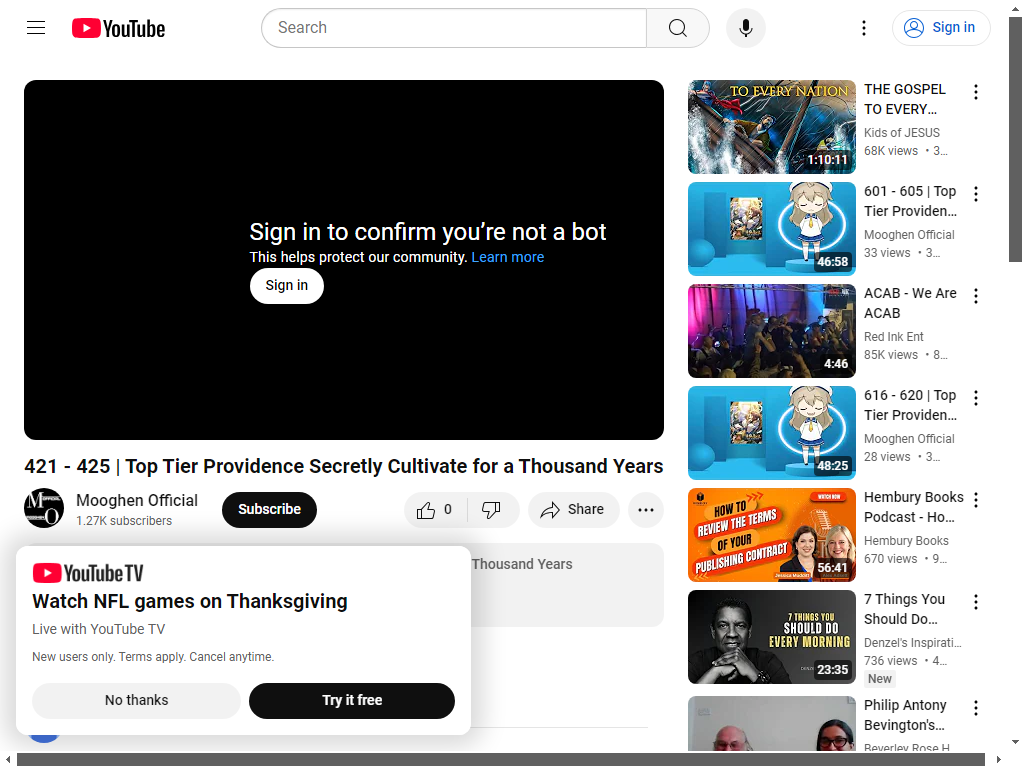 YouTube
Search
Sign in
Sign in to confirm you're not a bot
This helps protect our community. Learn more
Sign in
421 - 425 | Top Tier Providence Secretly Cultivate for a Thousand Years
Mooghen Official
1.27K subscribers
Subscribe
0
Share
Thousand Years
YouTube TV
Watch NFL games on Thanksgiving
Live with YouTube TV
New users only. Terms apply. Cancel anytime.
No thanks
Try it free
TO EVERY NATION
1:10:11
THE GOSPEL
TO EVERY…
Kids of JESUS
68K views • 3…
46:58
601 - 605 | Top
Tier Providen…
Mooghen Official
33 views • 3…
4:46
ACAB - We Are
ACAB
Red Ink Ent
85K views • 8…
48:25
616 - 620 | Top
Tier Providen…
Mooghen Official
28 views • 3…
WATCH NOW
HOW TO
REVIEW THE TERMS
OF YOUR
PUBLISHING CONTRACT
56:41
Hembury Books
Podcast - Ho…
Hembury Books
670 views • 9…
7 THINGS YOU
SHOULD DO
EVERY MORNING
23:35
7 Things You
Should Do…
Denzel's Inspirati…
736 views • 4…
New
Philip Antony
Bevington's…
Beverley Rose H